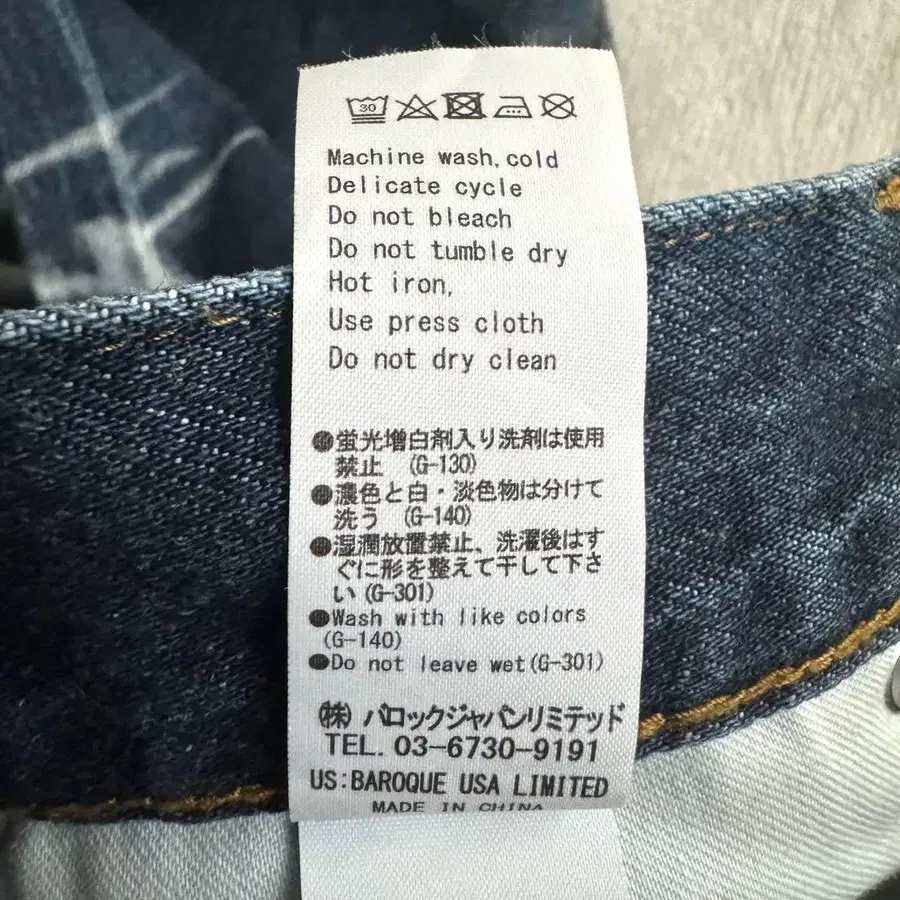 30
Machine wash, cold
Delicate cycle
Do not bleach
Do not tumble dry
Hot iron,
Use press cloth
Do not dry clean
●蛍光増白剤入り洗剤は使用
禁止 (G-130)
●濃色と白・淡色物は分けて
洗う (G-140)
●湿潤放置禁止、洗濯後はす
ぐに形を整えて干して下さ
い(G-301)
●Wash with like colors
(G-140)
●Do not leave wet(G-301)
㈱ バロックジャパンリミテッド
TEL. 03-6730-9191
US:BAROQUE USA LIMITED
MADE IN CHINA